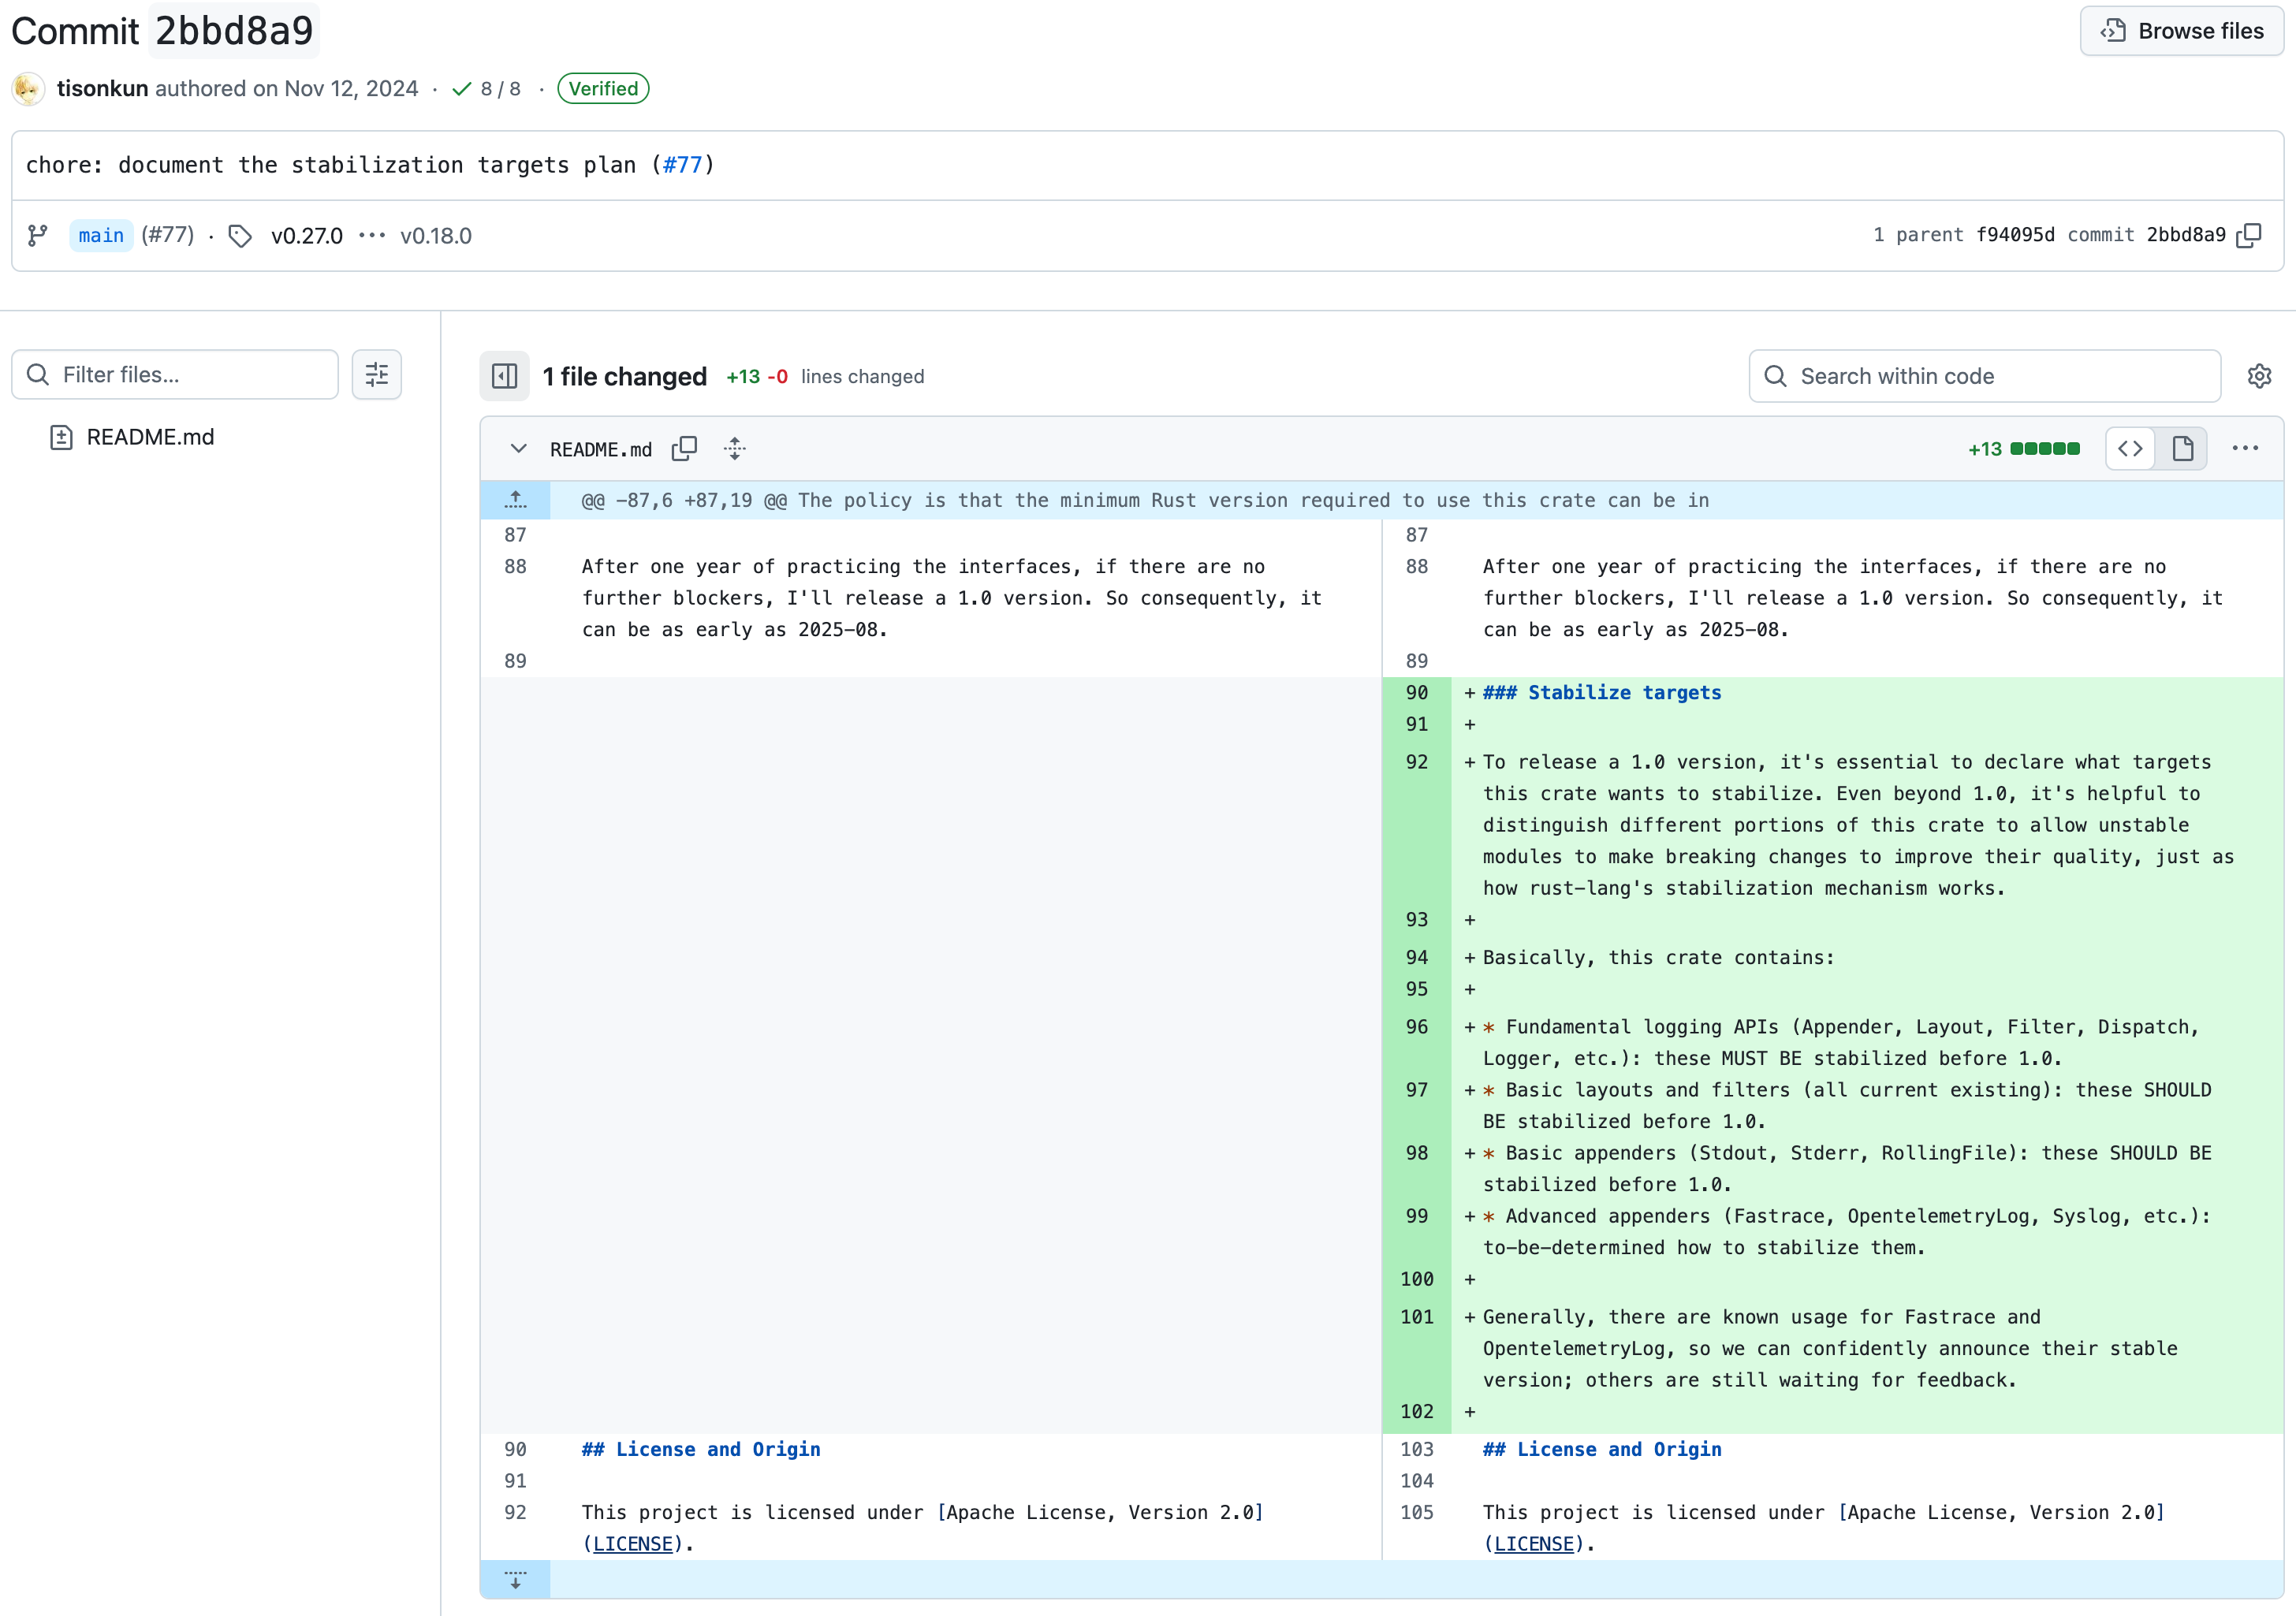 Commit 2bbd8a9
Browse files
tisonkun authored on Nov 12, 2024 · 8 / 8 · Verified
chore: document the stabilization targets plan (#77)
main (#77) · v0.27.0 ··· v0.18.0
1 parent f94095d commit 2bbd8a9
Filter files...
README.md
1 file changed +13 -0 lines changed
Search within code
README.md
+13
@@ -87,6 +87,19 @@ The policy is that the minimum Rust version required to use this crate can be in
87
88 After one year of practicing the interfaces, if there are no
further blockers, I'll release a 1.0 version. So consequently, it
can be as early as 2025-08.
89
90 ## License and Origin
91
92 This project is licensed under [Apache License, Version 2.0]
(LICENSE).
87
88 After one year of practicing the interfaces, if there are no
further blockers, I'll release a 1.0 version. So consequently, it
can be as early as 2025-08.
89
90 + ### Stabilize targets
91 +
92 + To release a 1.0 version, it's essential to declare what targets
this crate wants to stabilize. Even beyond 1.0, it's helpful to
distinguish different portions of this crate to allow unstable
modules to make breaking changes to improve their quality, just as
how rust-lang's stabilization mechanism works.
93 +
94 + Basically, this crate contains:
95 +
96 + * Fundamental logging APIs (Appender, Layout, Filter, Dispatch,
Logger, etc.): these MUST BE stabilized before 1.0.
97 + * Basic layouts and filters (all current existing): these SHOULD
BE stabilized before 1.0.
98 + * Basic appenders (Stdout, Stderr, RollingFile): these SHOULD BE
stabilized before 1.0.
99 + * Advanced appenders (Fastrace, OpentelemetryLog, Syslog, etc.):
to-be-determined how to stabilize them.
100 +
101 + Generally, there are known usage for Fastrace and
OpentelemetryLog, so we can confidently announce their stable
version; others are still waiting for feedback.
102 +
103 ## License and Origin
104
105 This project is licensed under [Apache License, Version 2.0]
(LICENSE).